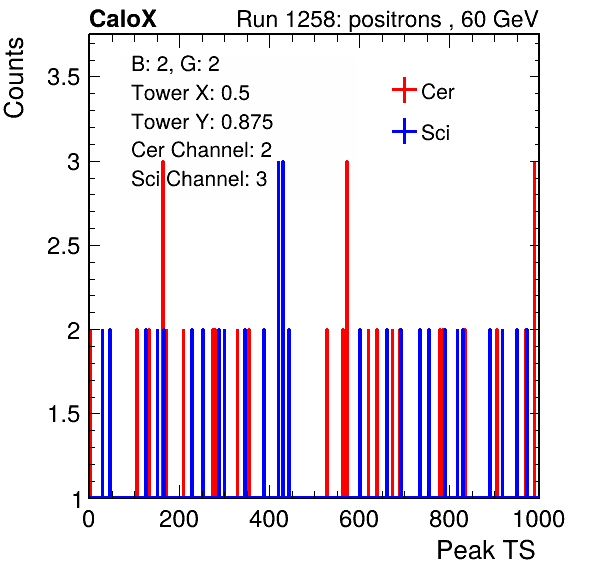 CaloX Run 1258: positrons , 60 GeV
Counts
B: 2, G: 2
Tower X: 0.5
Tower Y: 0.875
Cer Channel: 2
Sci Channel: 3
Cer
Sci
3.5
3
2.5
2
1.5
1
0 200 400 600 800 1000
Peak TS